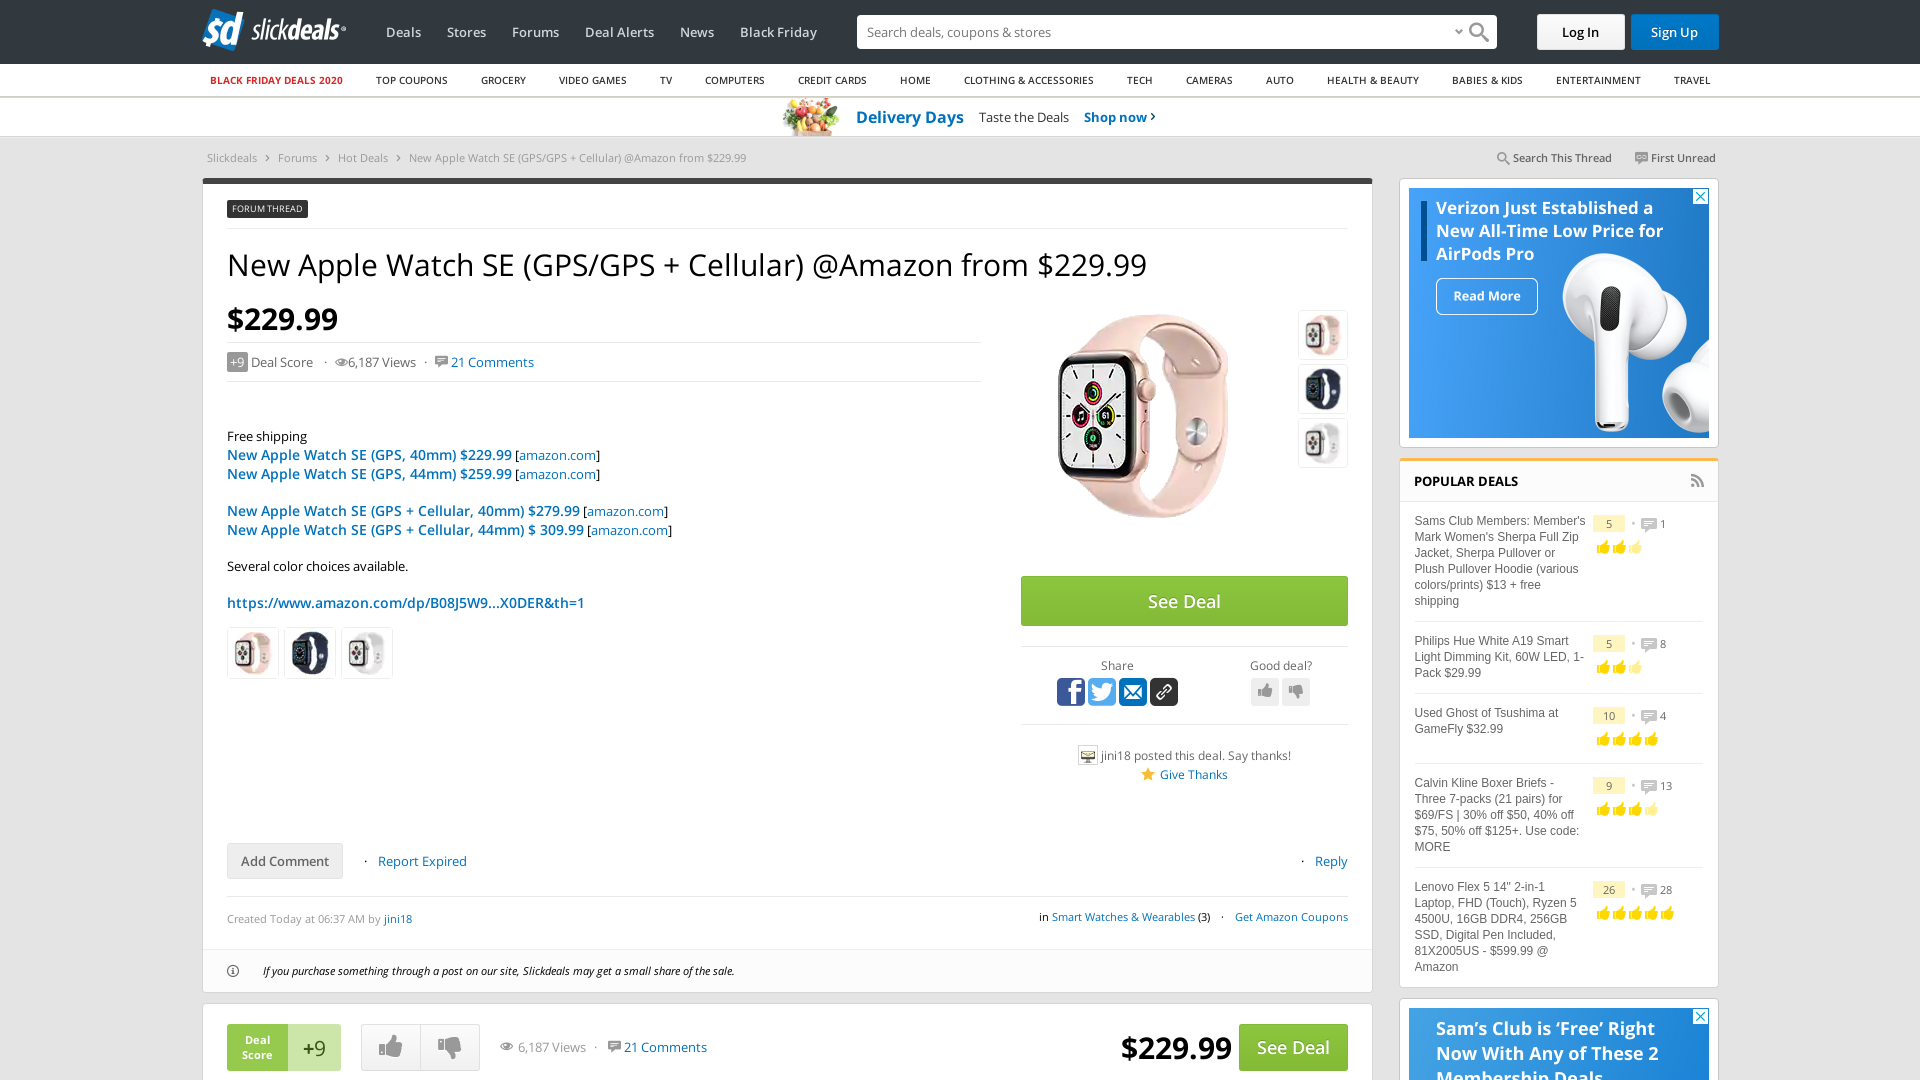 slickdeals
Deals
Stores
Forums
Deal Alerts
News
Black Friday
Search deals, coupons & stores
Log In
Sign Up
BLACK FRIDAY DEALS 2020
TOP COUPONS
GROCERY
VIDEO GAMES
TV
COMPUTERS
CREDIT CARDS
HOME
CLOTHING & ACCESSORIES
TECH
CAMERAS
AUTO
HEALTH & BEAUTY
BABIES & KIDS
ENTERTAINMENT
TRAVEL
Delivery Days Taste the Deals Shop now
Slickdeals > Forums > Hot Deals > New Apple Watch SE (GPS/GPS + Cellular) @Amazon from $229.99
Search This Thread
First Unread
FORUM THREAD
New Apple Watch SE (GPS/GPS + Cellular) @Amazon from $229.99
$229.99
+9 Deal Score · 6,187 Views · 21 Comments
Free shipping
New Apple Watch SE (GPS, 40mm) $229.99 [amazon.com]
New Apple Watch SE (GPS, 44mm) $259.99 [amazon.com]
New Apple Watch SE (GPS + Cellular, 40mm) $279.99 [amazon.com]
New Apple Watch SE (GPS + Cellular, 44mm) $ 309.99 [amazon.com]
Several color choices available.
https://www.amazon.com/dp/B08J5W9...X0DER&th=1
See Deal
Share
Good deal?
jini18 posted this deal. Say thanks!
Give Thanks
Add Comment
· Report Expired
· Reply
Created Today at 06:37 AM by jini18
in Smart Watches & Wearables (3) · Get Amazon Coupons
If you purchase something through a post on our site, Slickdeals may get a small share of the sale.
Deal
Score
+9
6,187 Views · 21 Comments
$229.99
See Deal
Verizon Just Established a
New All-Time Low Price for
AirPods Pro
Read More
POPULAR DEALS
Sams Club Members: Member's
Mark Women's Sherpa Full Zip
Jacket, Sherpa Pullover or
Plush Pullover Hoodie (various
colors/prints) $13 + free
shipping
5 • 1
Philips Hue White A19 Smart
Light Dimming Kit, 60W LED, 1-
Pack $29.99
5 • 8
Used Ghost of Tsushima at
GameFly $32.99
10 • 4
Calvin Kline Boxer Briefs -
Three 7-packs (21 pairs) for
$69/FS | 30% off $50, 40% off
$75, 50% off $125+. Use code:
MORE
9 • 13
Lenovo Flex 5 14" 2-in-1
Laptop, FHD (Touch), Ryzen 5
4500U, 16GB DDR4, 256GB
SSD, Digital Pen Included,
81X2005US - $599.99 @
Amazon
26 • 28
Sam's Club is 'Free' Right
Now With Any of These 2
Membership Deals